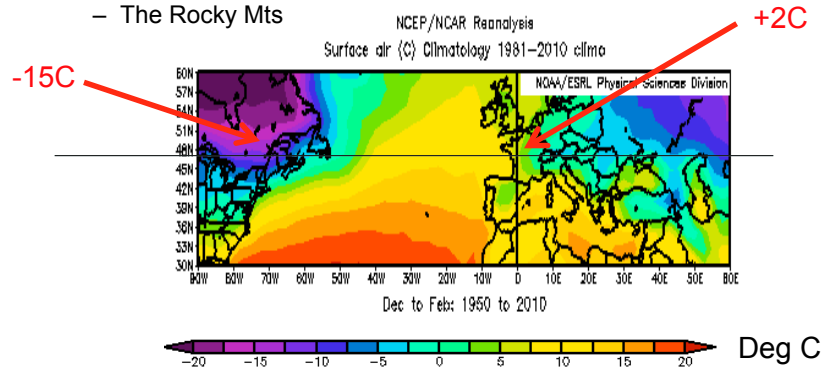 – The Rocky Mts
+2C
-15C
NCEP/NCAR Reanalysis
Surface air (C) Climatology 1981-2010 climo
NOAA/ESRL Physical Sciences Division
60N
57N
54N
51N
48N
45N
42N
39N
36N
33N
30N
90W 80W 70W 60W 50W 40W 30W 20W 10W 0 10E 20E 30E 40E 50E 60E
Dec to Feb: 1950 to 2010
-20 -15 -10 -5 0 5 10 15 20
Deg C